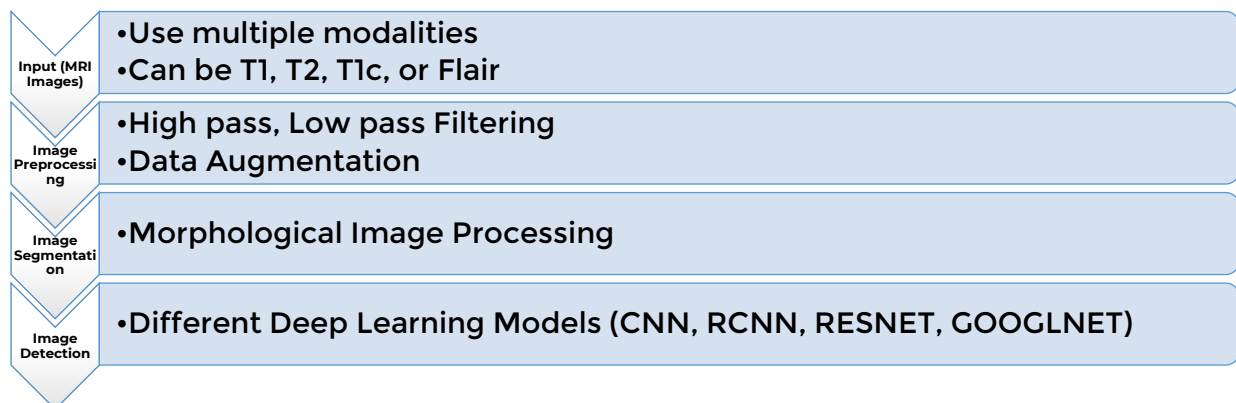 Input (MRI
Images)
•Use multiple modalities
•Can be T1, T2, T1c, or Flair
Image
Preprocessi
ng
•High pass, Low pass Filtering
•Data Augmentation
Image
Segmentati
on
•Morphological Image Processing
Image
Detection
•Different Deep Learning Models (CNN, RCNN, RESNET, GOOGLNET)